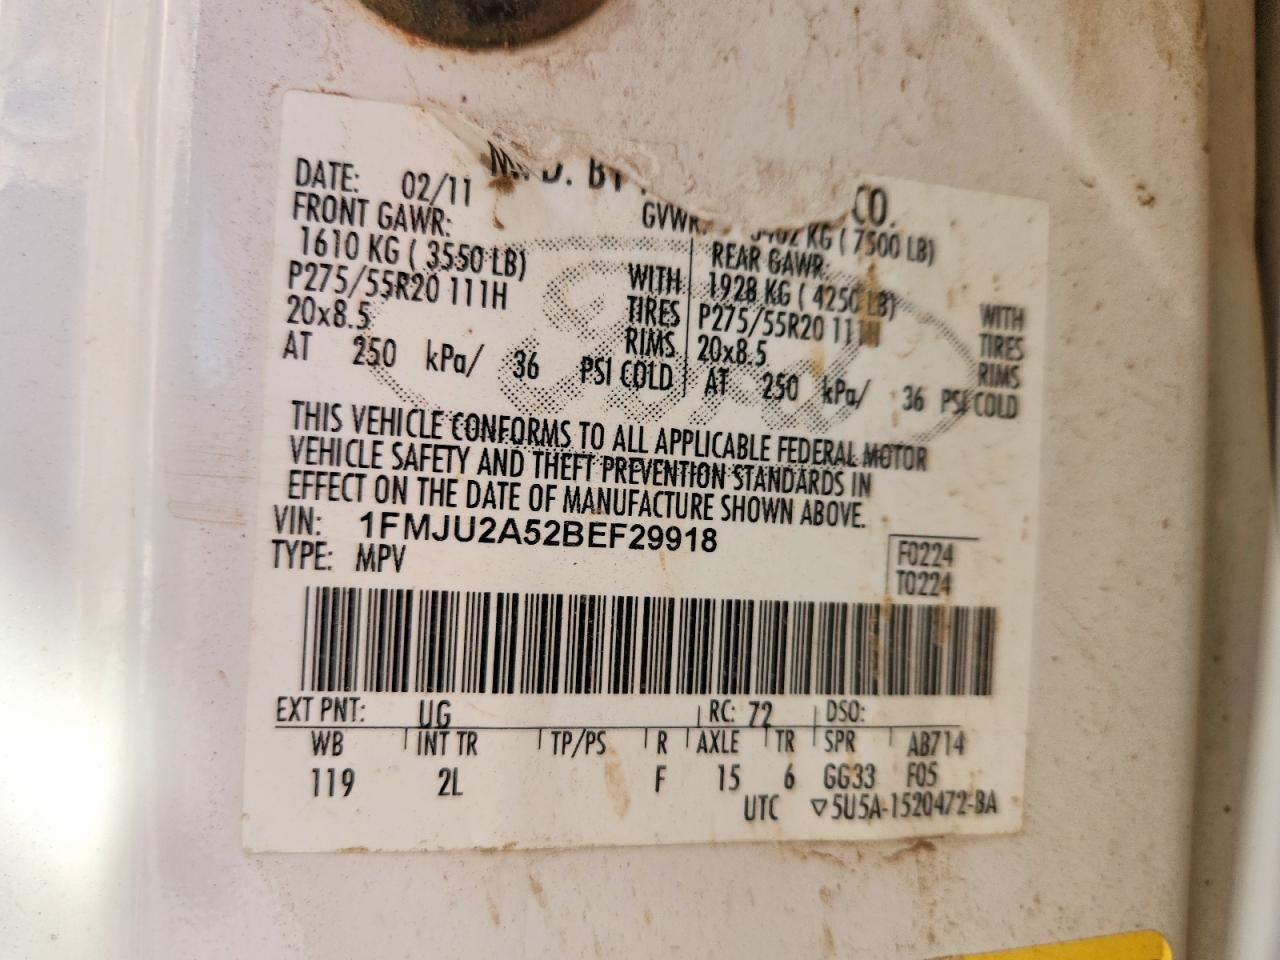 MFD. BY CO.
DATE: 02/11 GVWR: 3402 KG ( 7500 LB)
FRONT GAWR: REAR GAWR:
1610 KG ( 3550 LB) WITH 1928 KG ( 4250 LB) WITH
P275/55R20 111H TIRES P275/55R20 111H TIRES
20x8.5 RIMS 20x8.5 RIMS
AT 250 kPa/ 36 PSI COLD AT 250 kPa/ 36 PSI COLD
THIS VEHICLE CONFORMS TO ALL APPLICABLE FEDERAL MOTOR
VEHICLE SAFETY AND THEFT PREVENTION STANDARDS IN
EFFECT ON THE DATE OF MANUFACTURE SHOWN ABOVE.
VIN: 1FMJU2A52BEF29918
TYPE: MPV
F0224
T0224
EXT PNT: UG RC: 72 DSO:
WB INT TR TP/PS R AXLE TR SPR AB714
119 2L F 15 6 GG33 F05
UTC ▽5U5A-1520472-BA